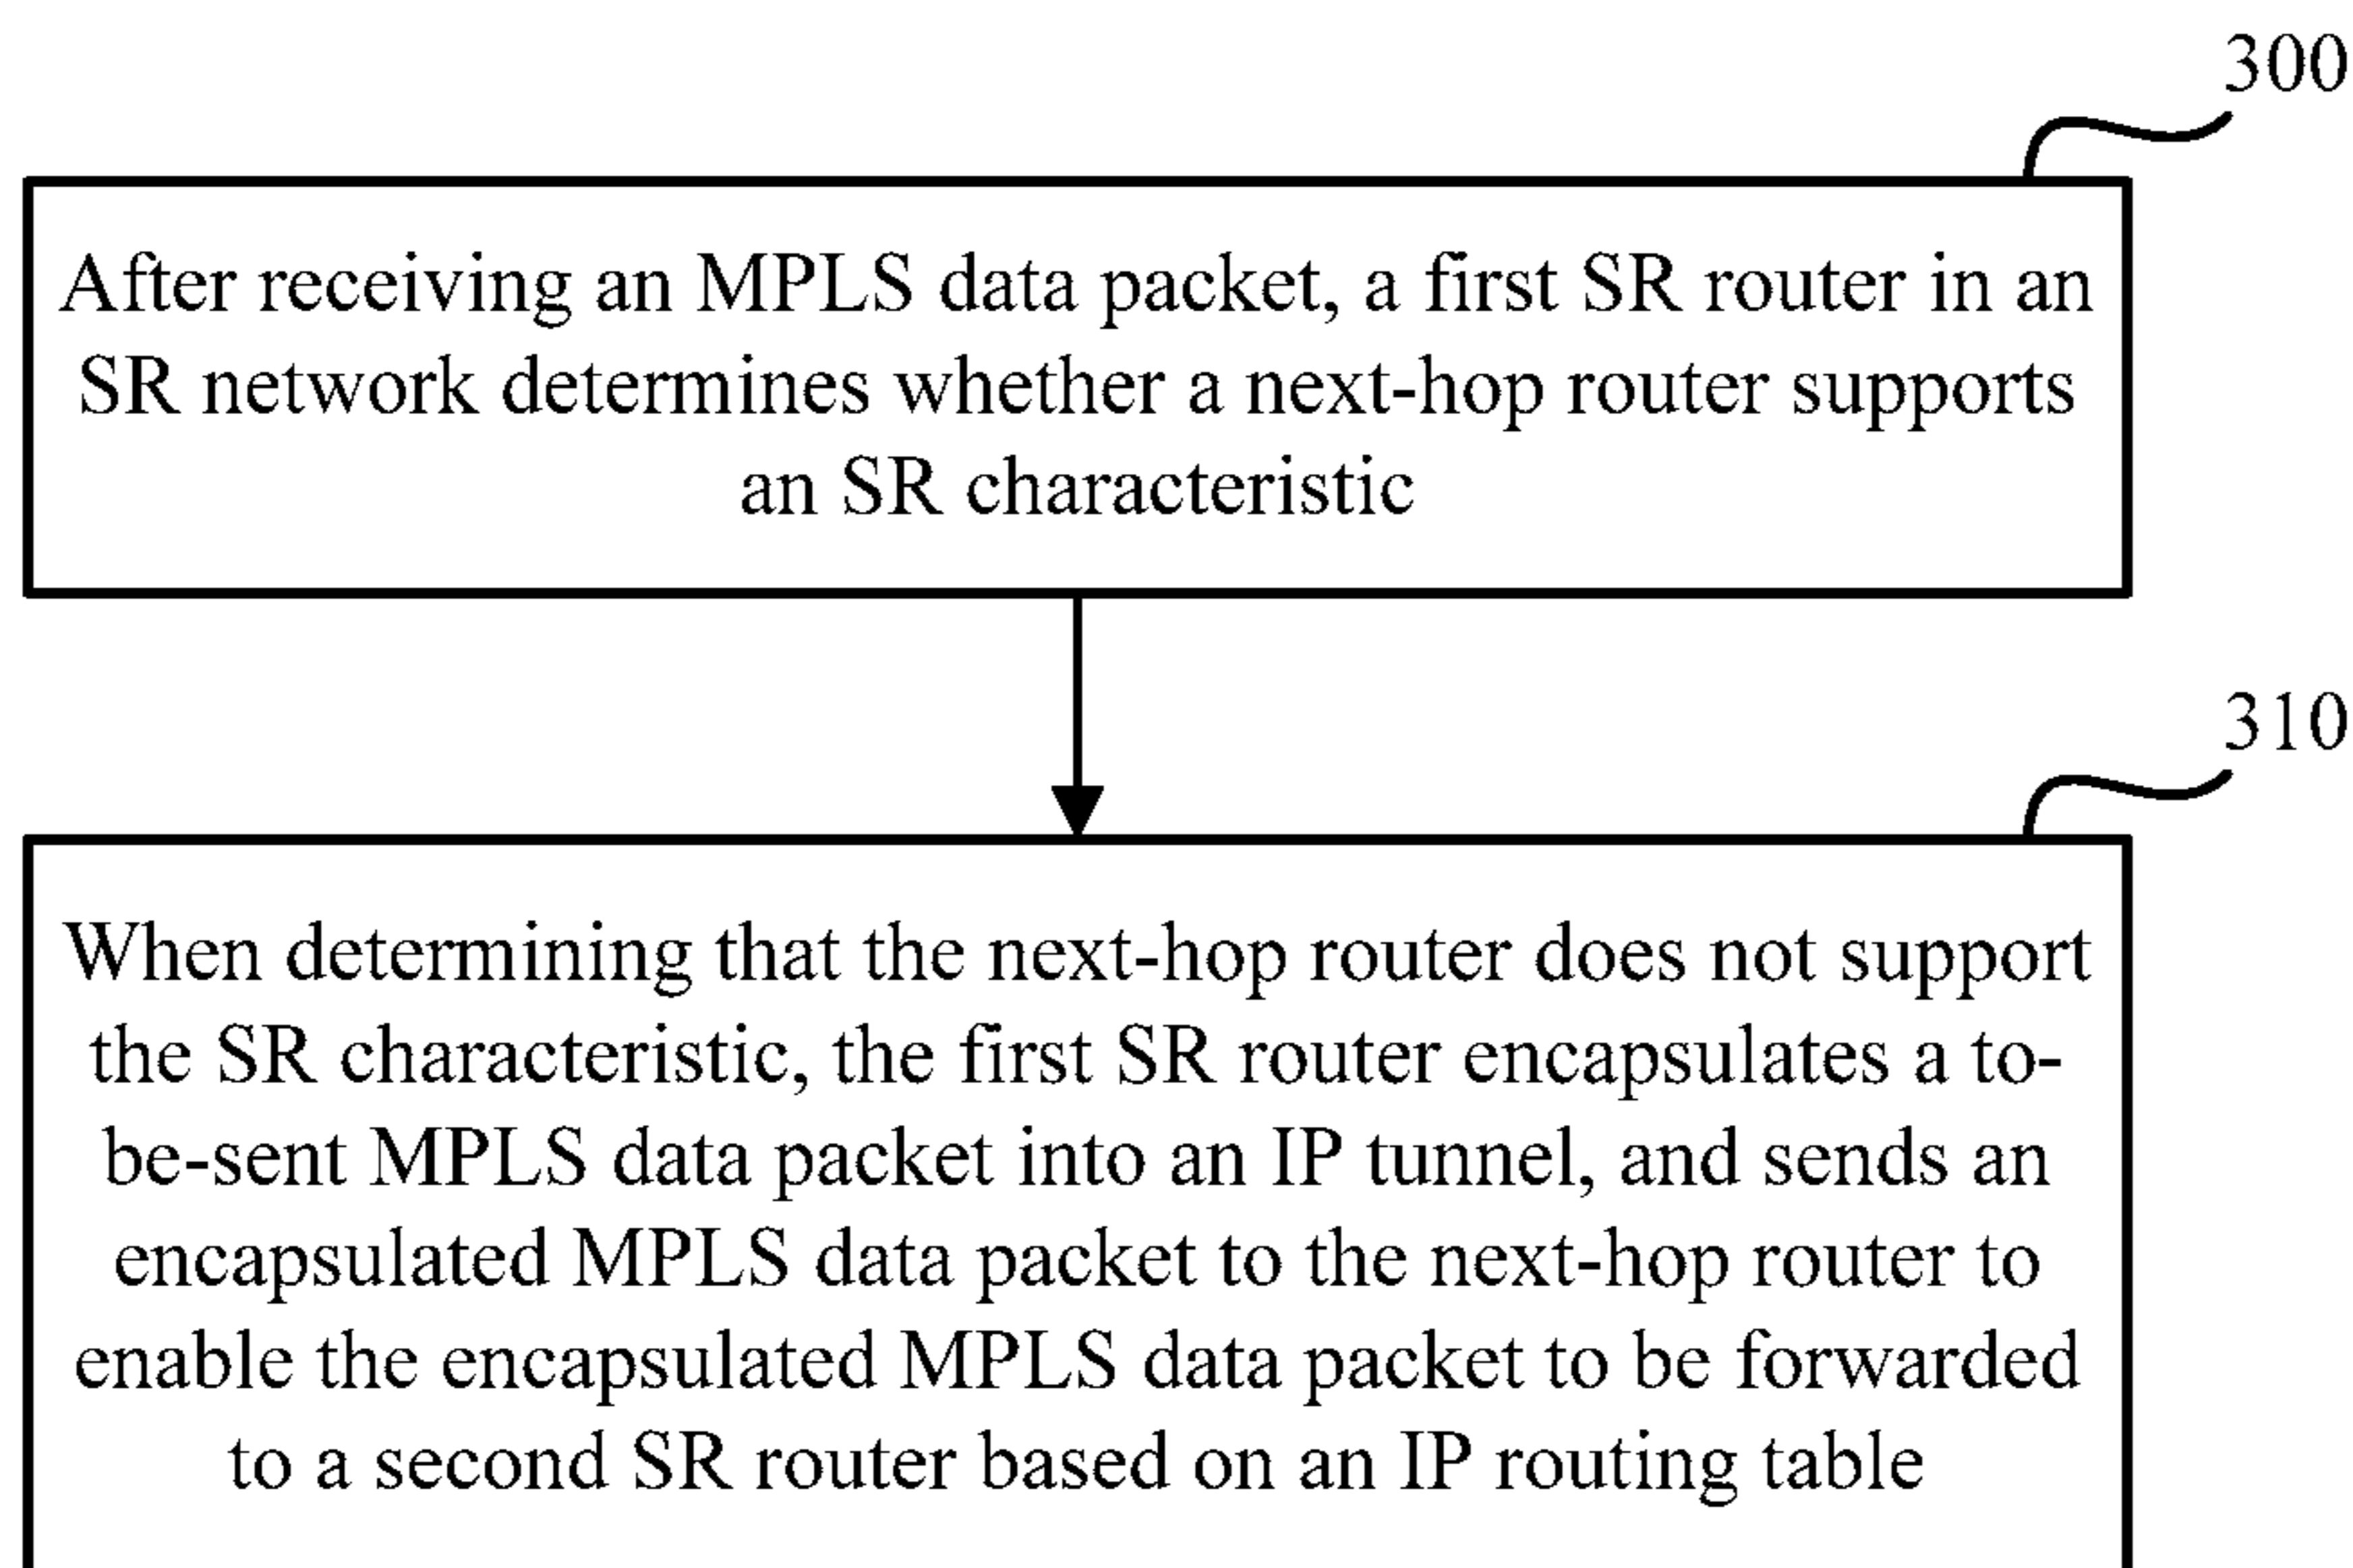 300
After receiving an MPLS data packet, a first SR router in an
SR network determines whether a next-hop router supports
an SR characteristic
310
When determining that the next-hop router does not support
the SR characteristic, the first SR router encapsulates a to-
be-sent MPLS data packet into an IP tunnel, and sends an
encapsulated MPLS data packet to the next-hop router to
enable the encapsulated MPLS data packet to be forwarded
to a second SR router based on an IP routing table